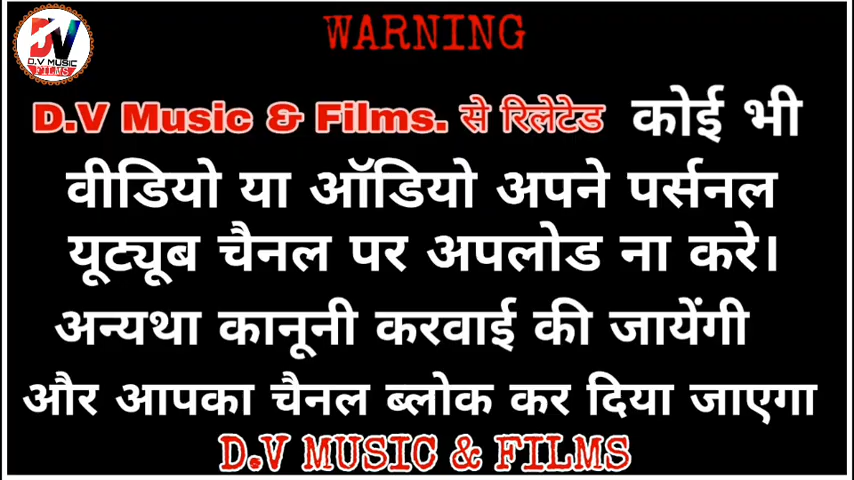 DV
D.V MUSIC
FILMS
WARNING
D.V Music & Films. से रिलेटेड कोई भी
वीडियो या ऑडियो अपने पर्सनल
यूट्यूब चैनल पर अपलोड ना करे।
अन्यथा कानूनी करवाई की जायेंगी
और आपका चैनल ब्लोक कर दिया जाएगा
D.V MUSIC & FILMS